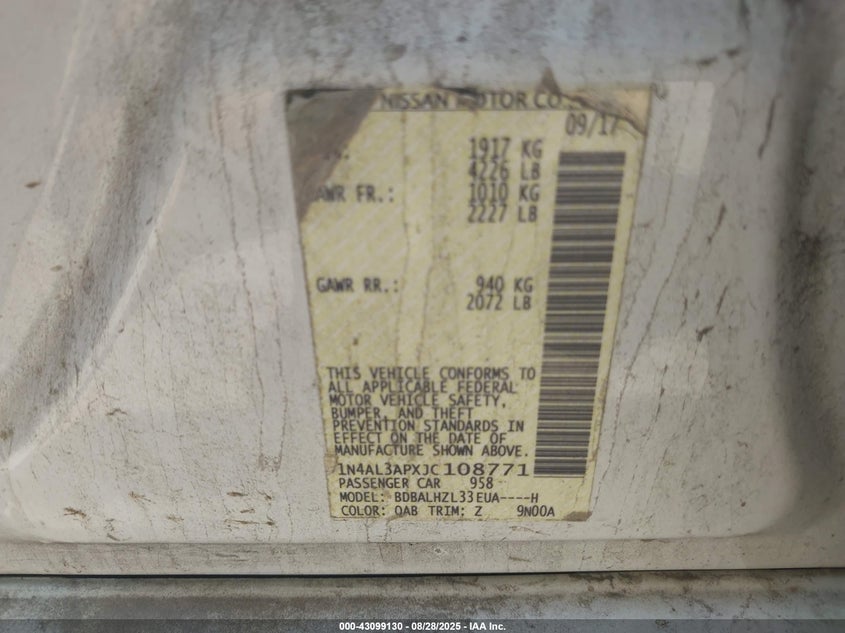 NISSAN MOTOR CO.
09/17
1917 KG
4226 LB
GAWR FR.: 1010 KG
2227 LB
GAWR RR.: 940 KG
2072 LB
THIS VEHICLE CONFORMS TO
ALL APPLICABLE FEDERAL
MOTOR VEHICLE SAFETY,
BUMPER, AND THEFT
PREVENTION STANDARDS IN
EFFECT ON THE DATE OF
MANUFACTURE SHOWN ABOVE.
1N4AL3APXJC108771
PASSENGER CAR 958
MODEL: BDBALHZL33EUA----H
COLOR: QAB TRIM: Z 9N00A
000-43099130 - 08/28/2025 - IAA Inc.